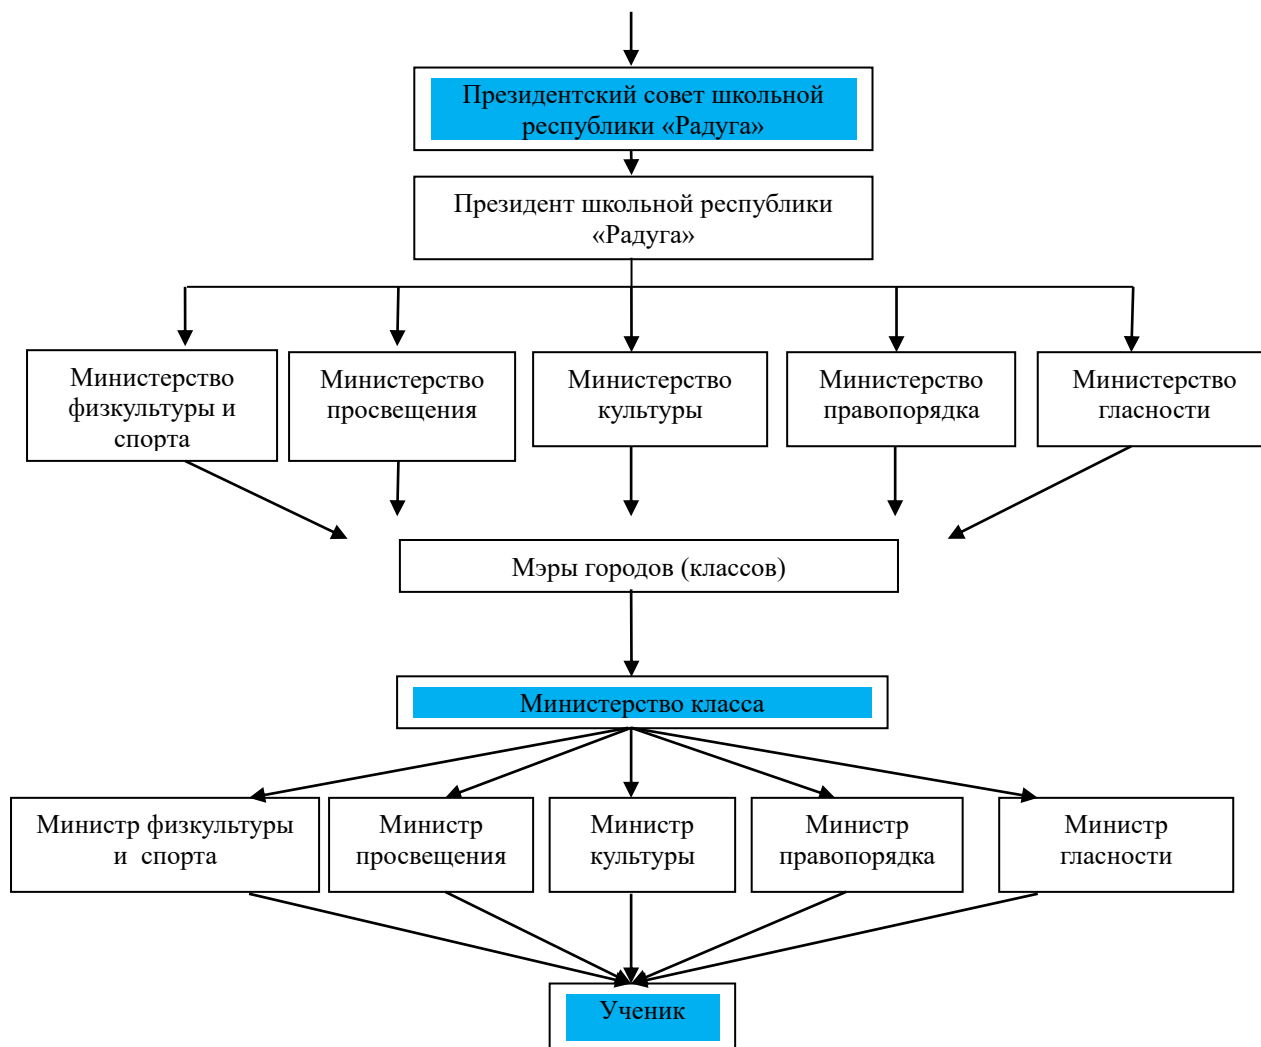 Президентский совет школьной
республики «Радуга»
Президент школьной республики
«Радуга»
Министерство
физкультуры и
спорта
Министерство
просвещения
Министерство
культуры
Министерство
правопорядка
Министерство
гласности
Мэры городов (классов)
Министерство класса
Министр физкультуры
и спорта
Министр
просвещения
Министр
культуры
Министр
правопорядка
Министр
гласности
Ученик